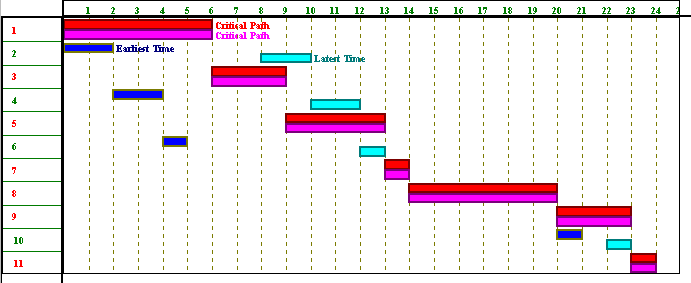 1 2 3 4 5 6 7 8 9 10 11 12 13 14 15 16 17 18 19 20 21 22 23 24 2
1 Critical Path
Critical Path
Earliest Time
2 Latest Time
3
4
5
6
7
8
9
10
11